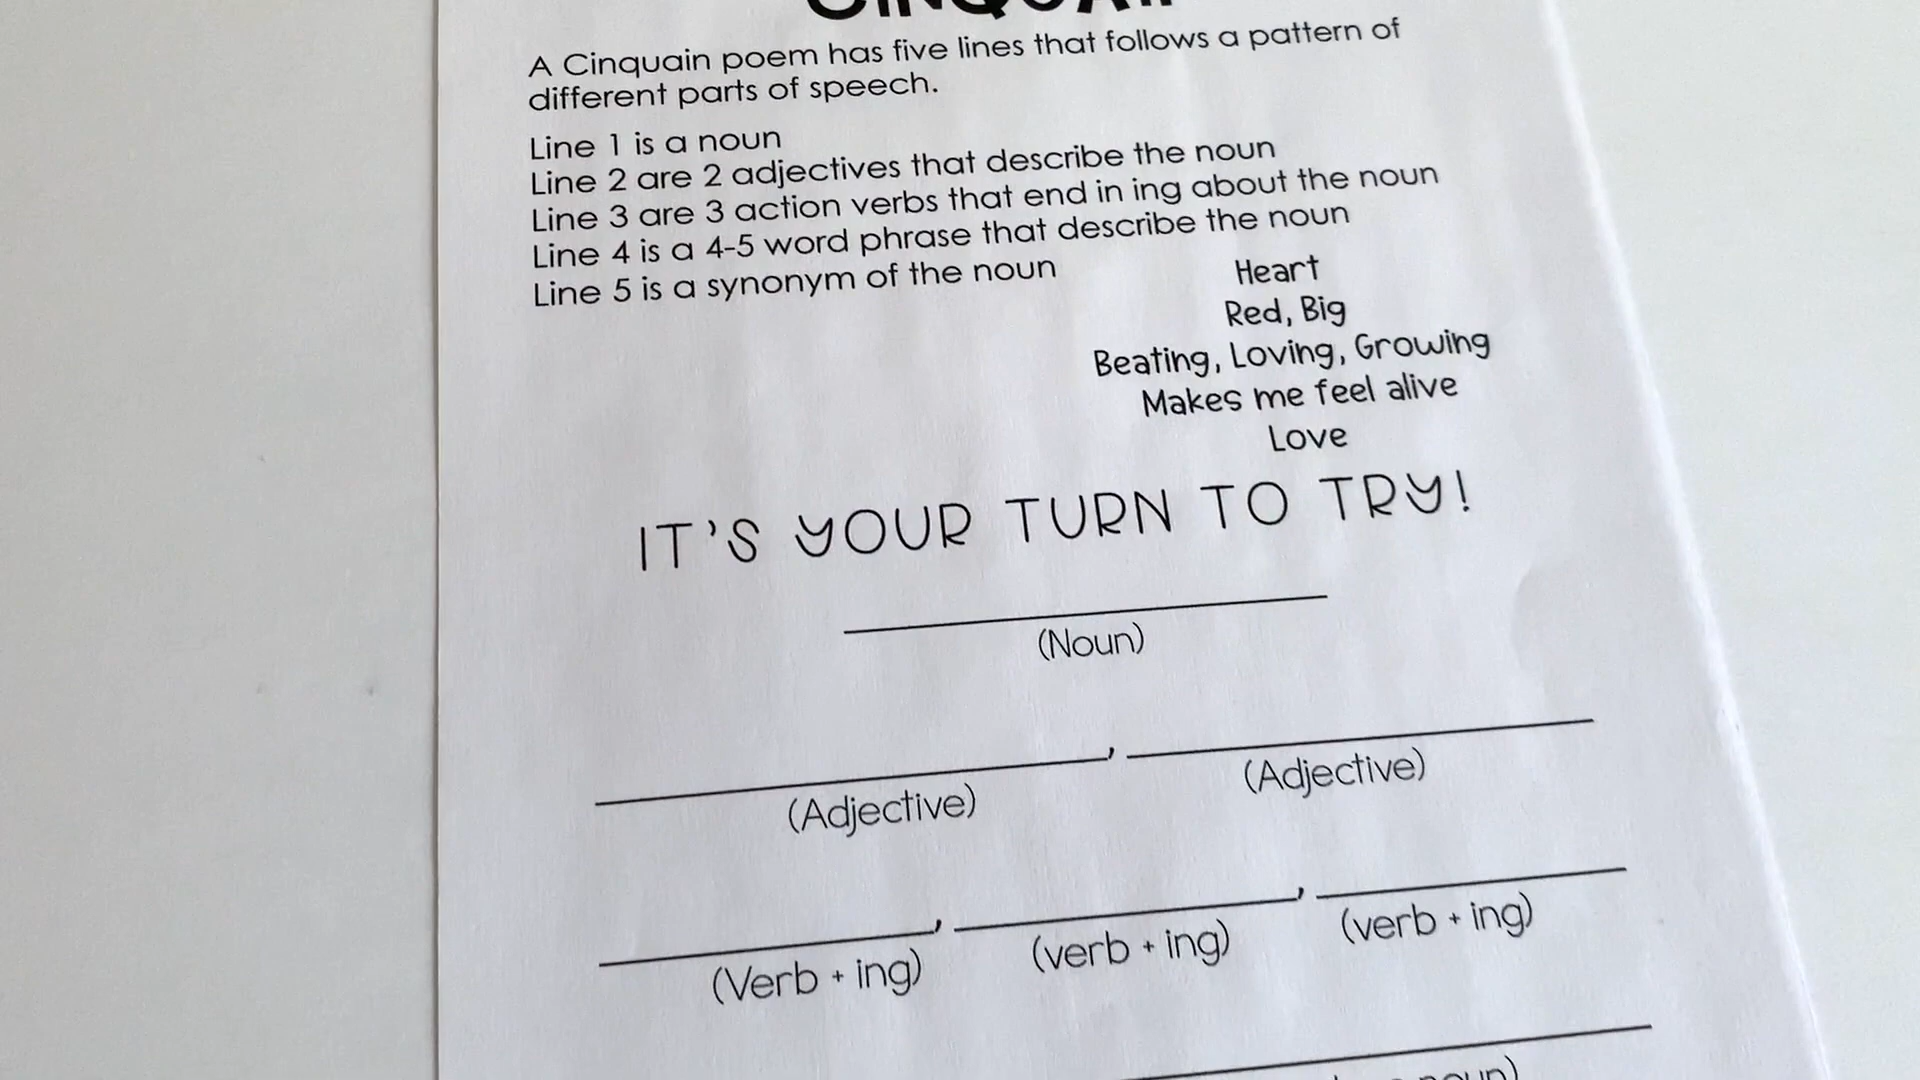 A Cinquain poem has five lines that follows a pattern of
different parts of speech.
Line 1 is a noun
Line 2 are 2 adjectives that describe the noun
Line 3 are 3 action verbs that end in ing about the noun
Line 4 is a 4-5 word phrase that describe the noun
Line 5 is a synonym of the noun
Heart
Red, Big
Beating, Loving, Growing
Makes me feel alive
Love
IT'S YOUR TURN TO TRY!
(Noun)
,
(Adjective) (Adjective)
, ,
(Verb + ing) (verb + ing) (verb + ing)